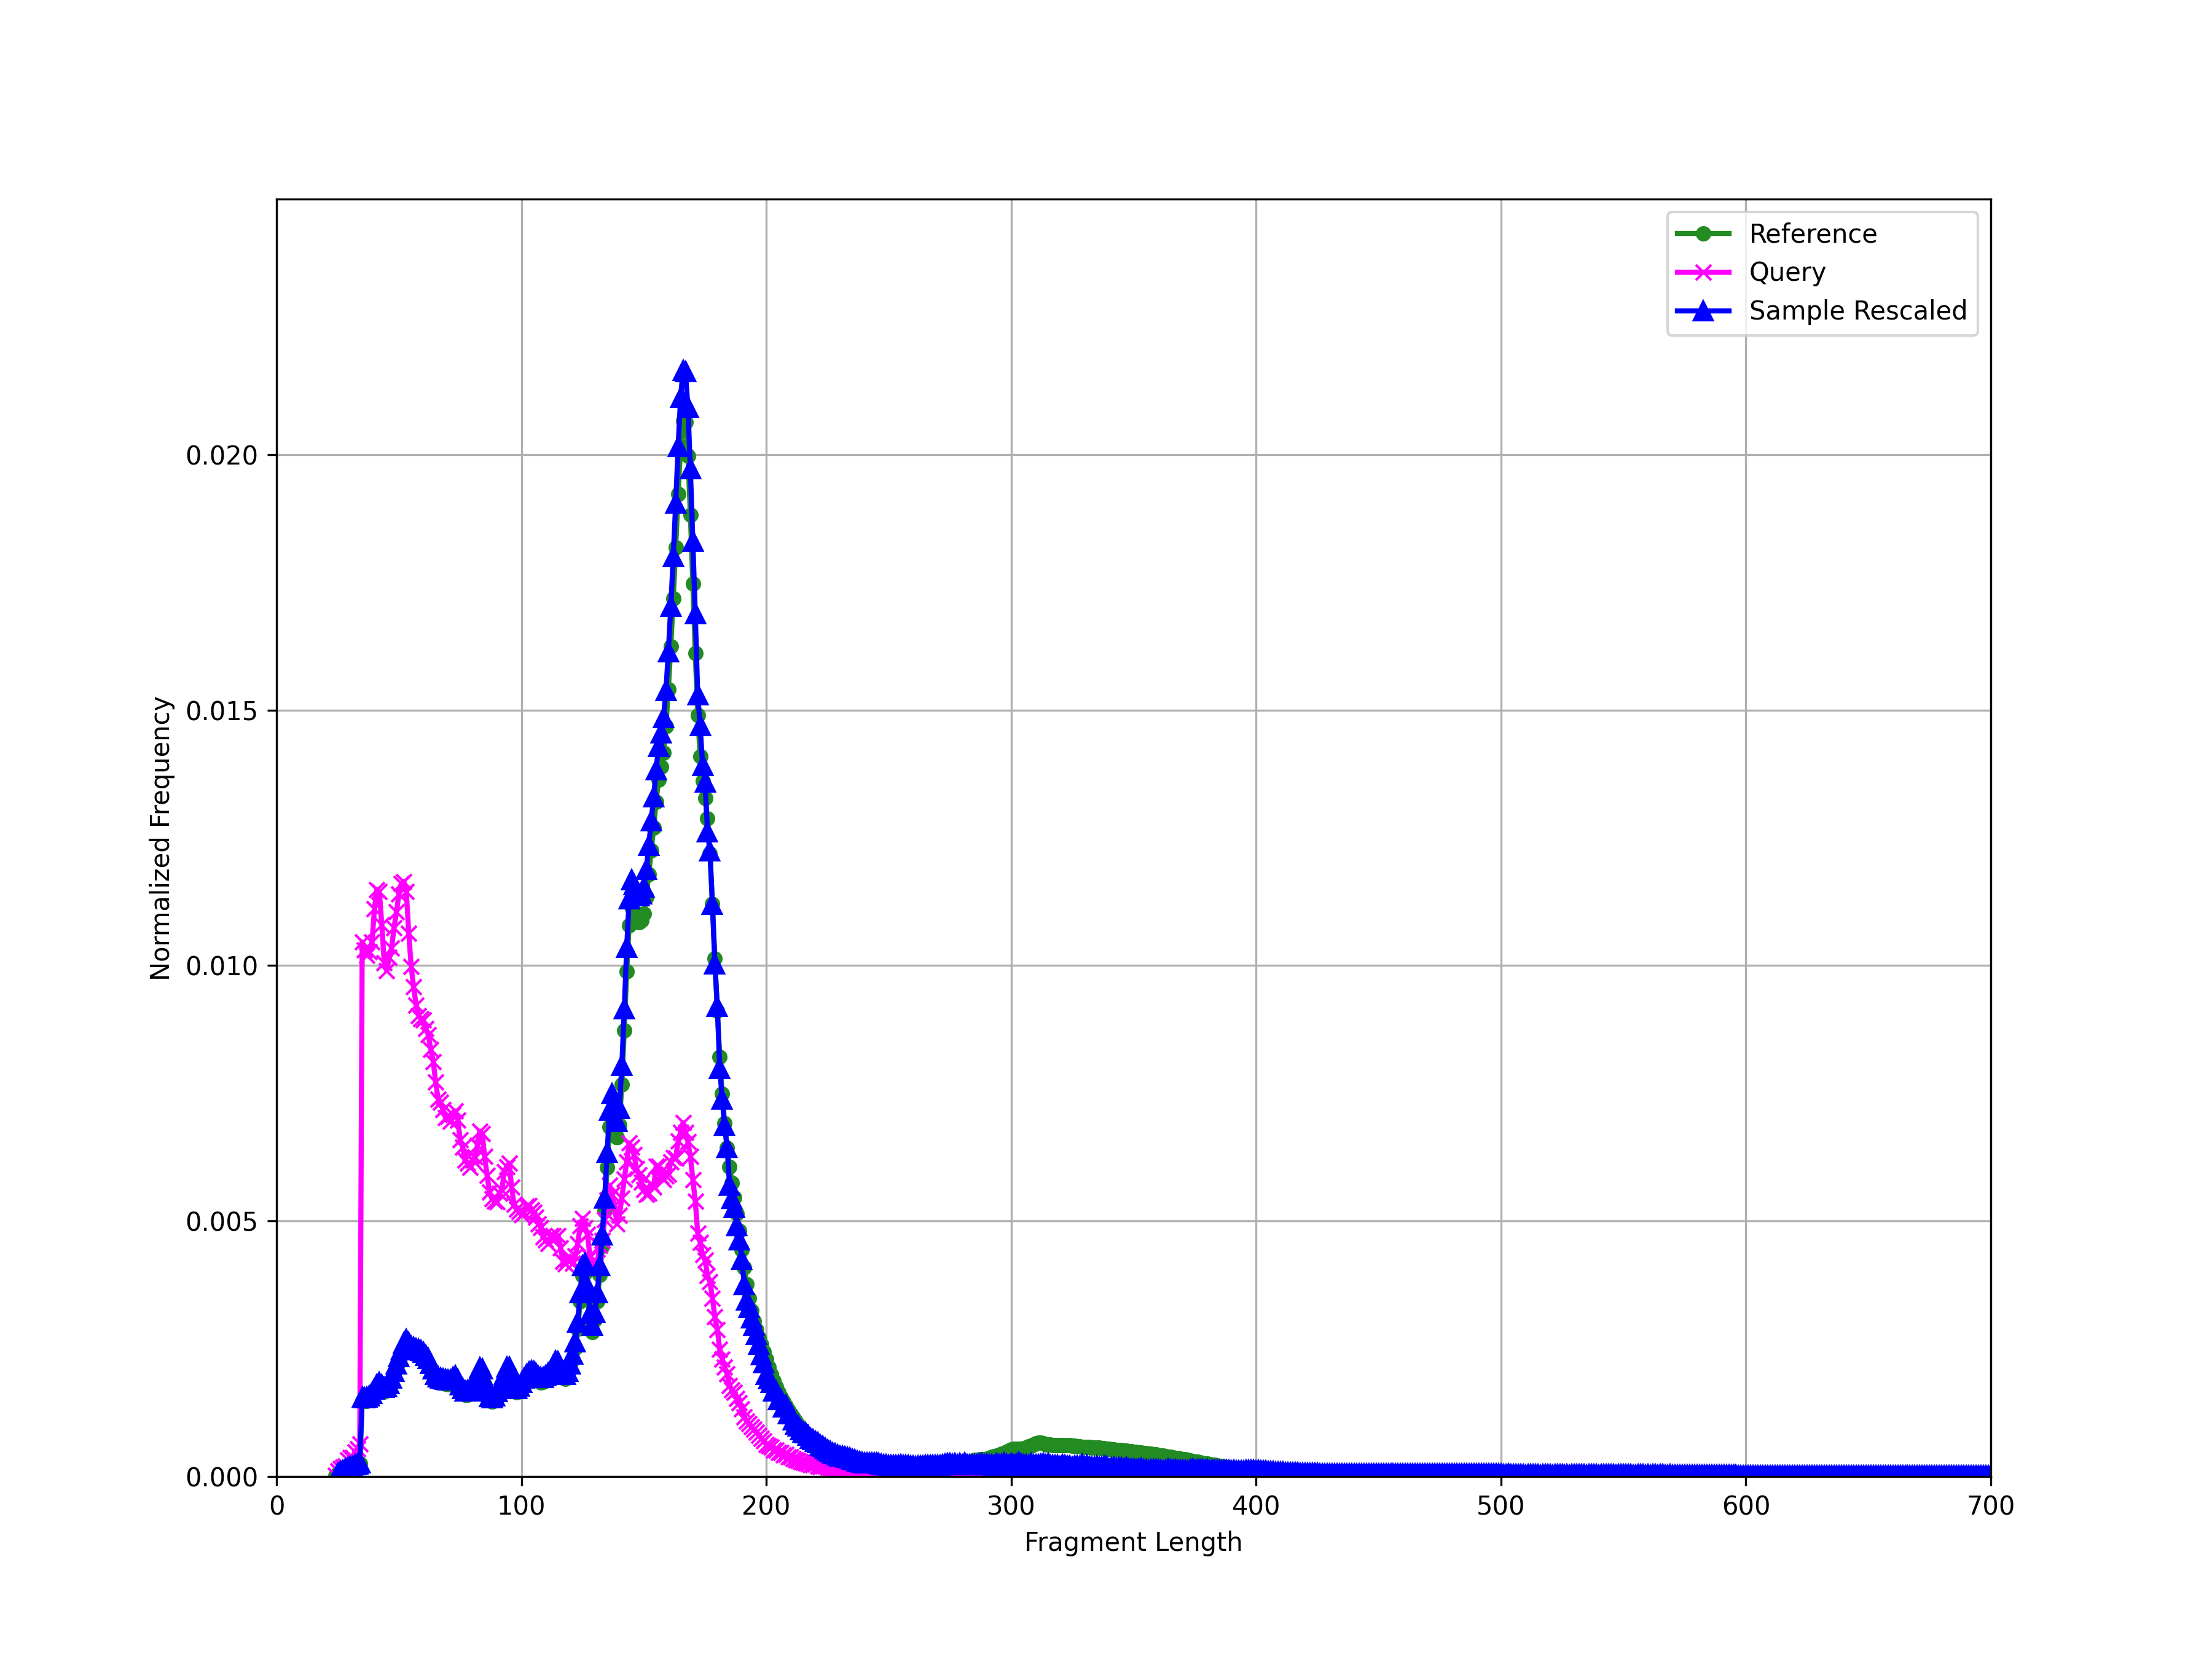 Reference
Query
Sample Rescaled
0.020
0.015
0.010
0.005
0.000
Normalized Frequency
0 100 200 300 400 500 600 700
Fragment Length